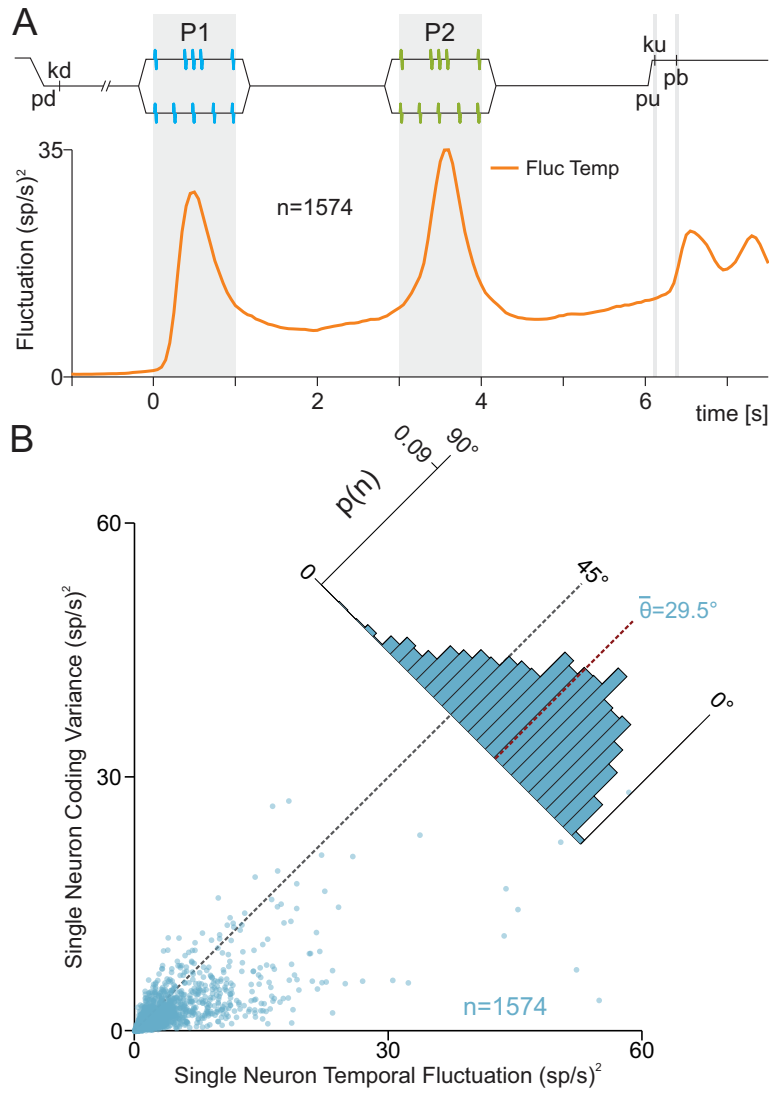 A
P1
P2
kd
pd
ku
pb
pu
35
Fluctuation (sp/s)²
0
Fluc Temp
n=1574
0
2
4
6
time [s]
B
0.09
90°
p(n)
0
45°
θ̅=29.5°
0°
60
30
0
Single Neuron Coding Variance (sp/s)²
n=1574
0
30
60
Single Neuron Temporal Fluctuation (sp/s)²